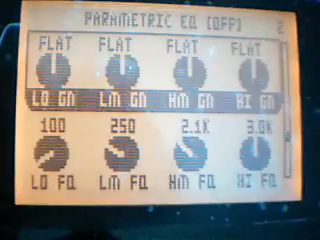 PARAMETRIC EQ [OFF]
FLAT FLAT FLAT FLAT
LO GN LM GN HM GN HI GN
100 250 2.1K 3.0K
LO FQ LM FQ HM FQ HI FQ